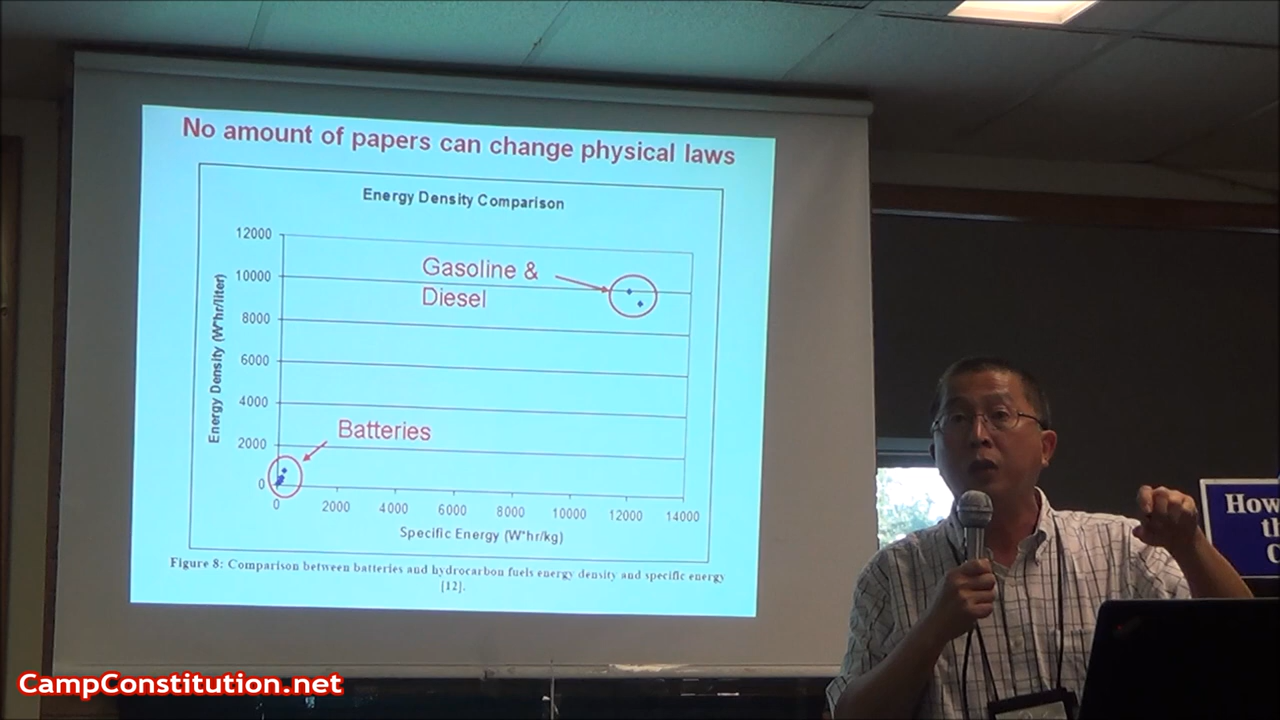 No amount of papers can change physical laws
Energy Density Comparison
12000
10000
8000
6000
4000
2000
0
Energy Density (W*hr/liter)
Gasoline &
Diesel
Batteries
0 2000 4000 6000 8000 10000 12000 14000
Specific Energy (W*hr/kg)
Figure 8: Comparison between batteries and hydrocarbon fuels energy density and specific energy
[12].
How
th
C
CampConstitution.net